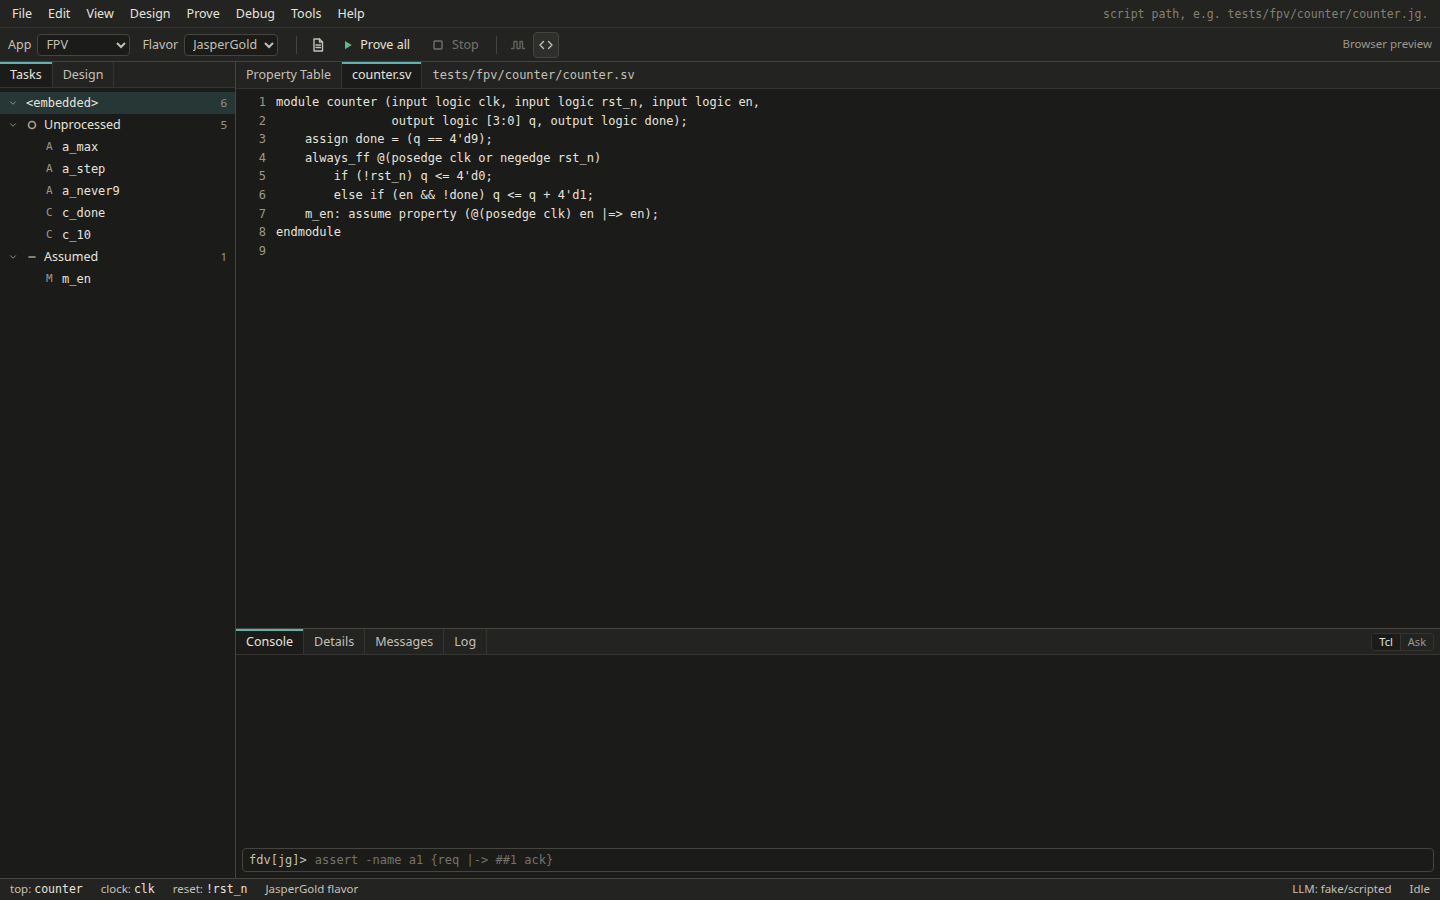 File Edit View Design Prove Debug Tools Help
script path, e.g. tests/fpv/counter/counter.jg.
App FPV Flavor JasperGold Prove all Stop Browser preview
Tasks Design
<embedded> 6
Unprocessed 5
A a_max
A a_step
A a_never9
C c_done
C c_10
Assumed 1
M m_en
Property Table counter.sv tests/fpv/counter/counter.sv
1 module counter (input logic clk, input logic rst_n, input logic en,
2                 output logic [3:0] q, output logic done);
3     assign done = (q == 4'd9);
4     always_ff @(posedge clk or negedge rst_n)
5         if (!rst_n) q <= 4'd0;
6         else if (en && !done) q <= q + 4'd1;
7     m_en: assume property (@(posedge clk) en |=> en);
8 endmodule
9
Console Details Messages Log Tcl Ask
fdv[jg]> assert -name a1 {req |-> ##1 ack}
top: counter clock: clk reset: !rst_n JasperGold flavor LLM: fake/scripted Idle